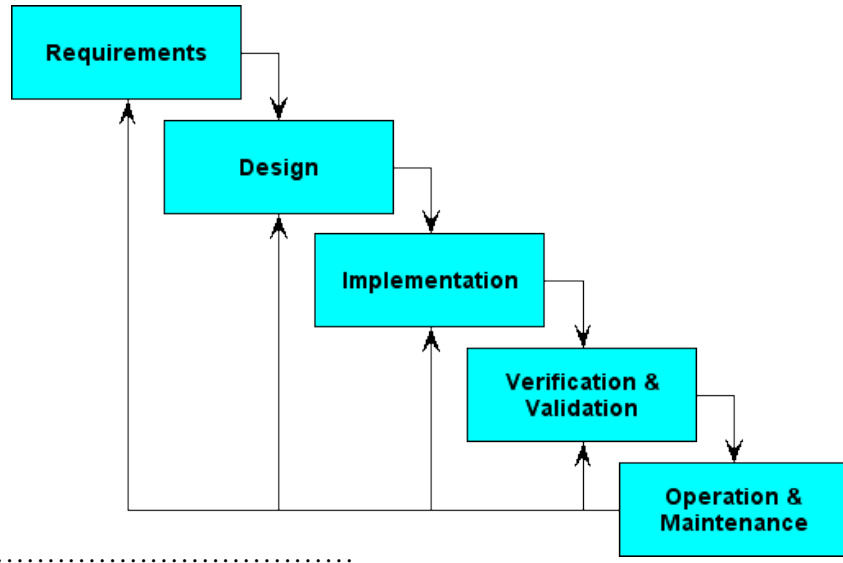 Requirements
Design
Implementation
Verification &
Validation
Operation &
Maintenance
..................................